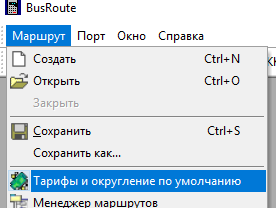 BusRoute
Маршрут Порт Окно Справка
Создать Ctrl+N
Открыть Ctrl+O
Закрыть
Сохранить Ctrl+S
Сохранить как...
Тарифы и округление по умолчанию
Менеджер маршрутов